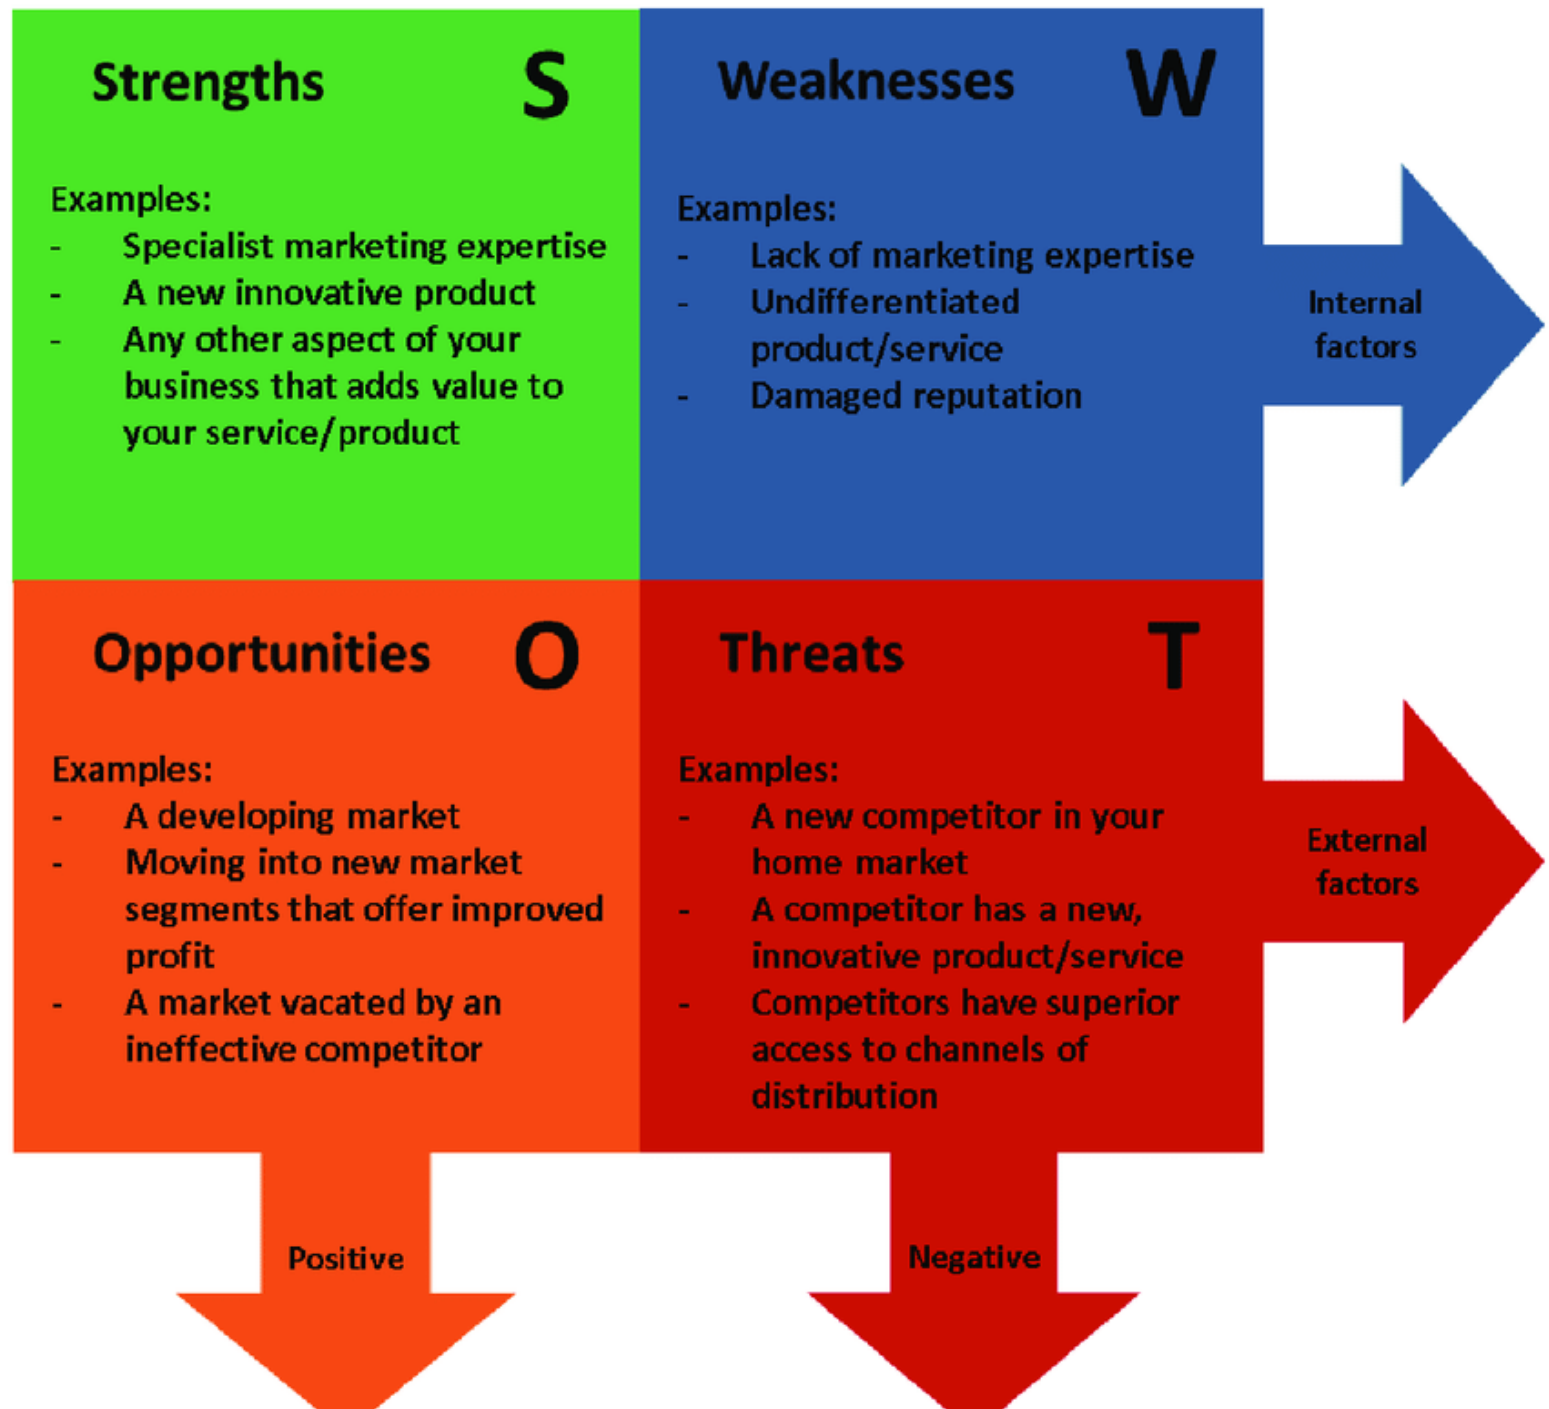 Strengths S
Examples:
- Specialist marketing expertise
- A new innovative product
- Any other aspect of your
business that adds value to
your service/product
Weaknesses W
Examples:
- Lack of marketing expertise
- Undifferentiated
product/service
- Damaged reputation
Internal
factors
Opportunities O
Examples:
- A developing market
- Moving into new market
segments that offer improved
profit
- A market vacated by an
ineffective competitor
Threats T
Examples:
- A new competitor in your
home market
- A competitor has a new,
innovative product/service
- Competitors have superior
access to channels of
distribution
External
factors
Positive
Negative